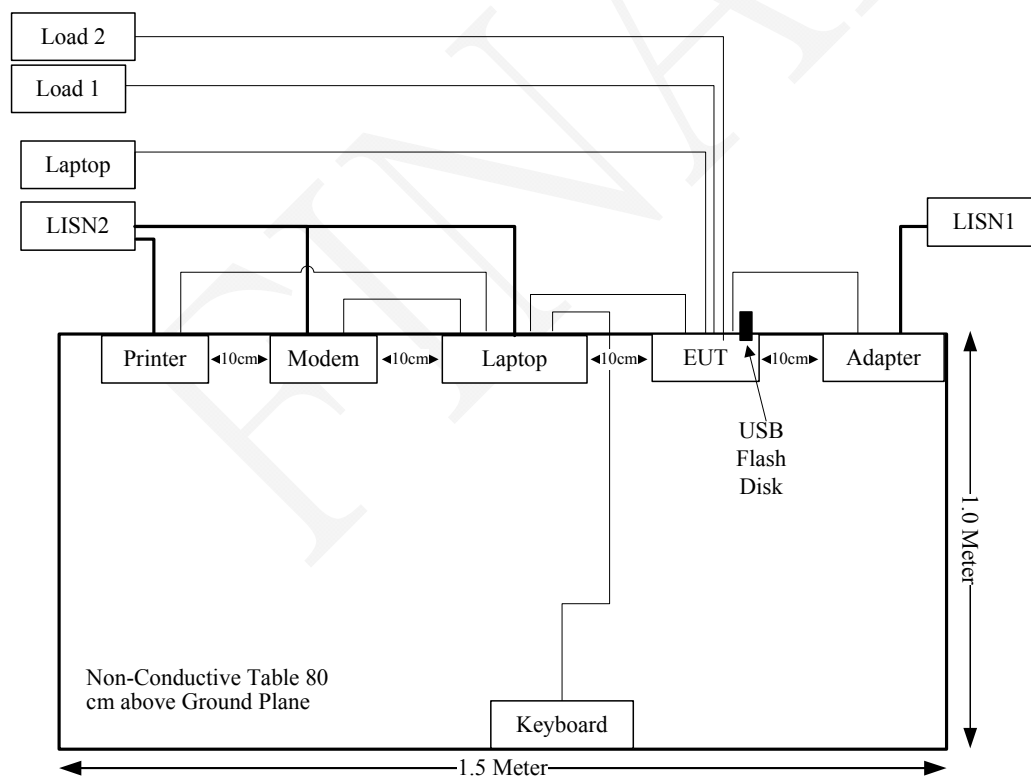 Load 2
Load 1
Laptop
LISN2
LISN1
Printer
10cm
Modem
10cm
Laptop
10cm
EUT
10cm
Adapter
USB
Flash
Disk
1.0 Meter
Non-Conductive Table 80
cm above Ground Plane
Keyboard
1.5 Meter
FINA